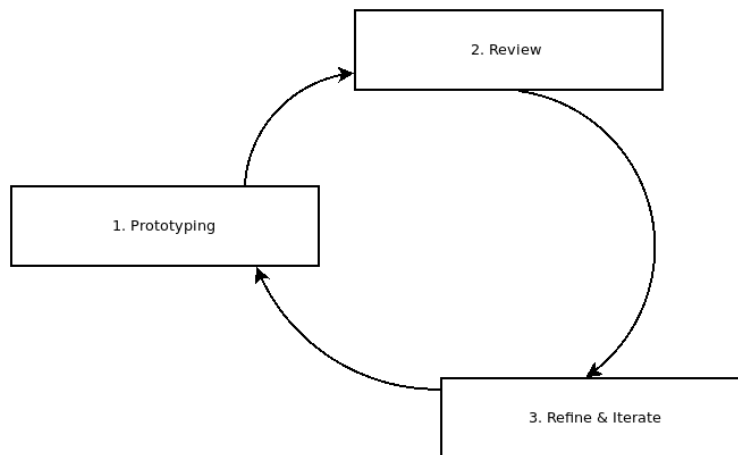 1. Prototyping
2. Review
3. Refine & Iterate